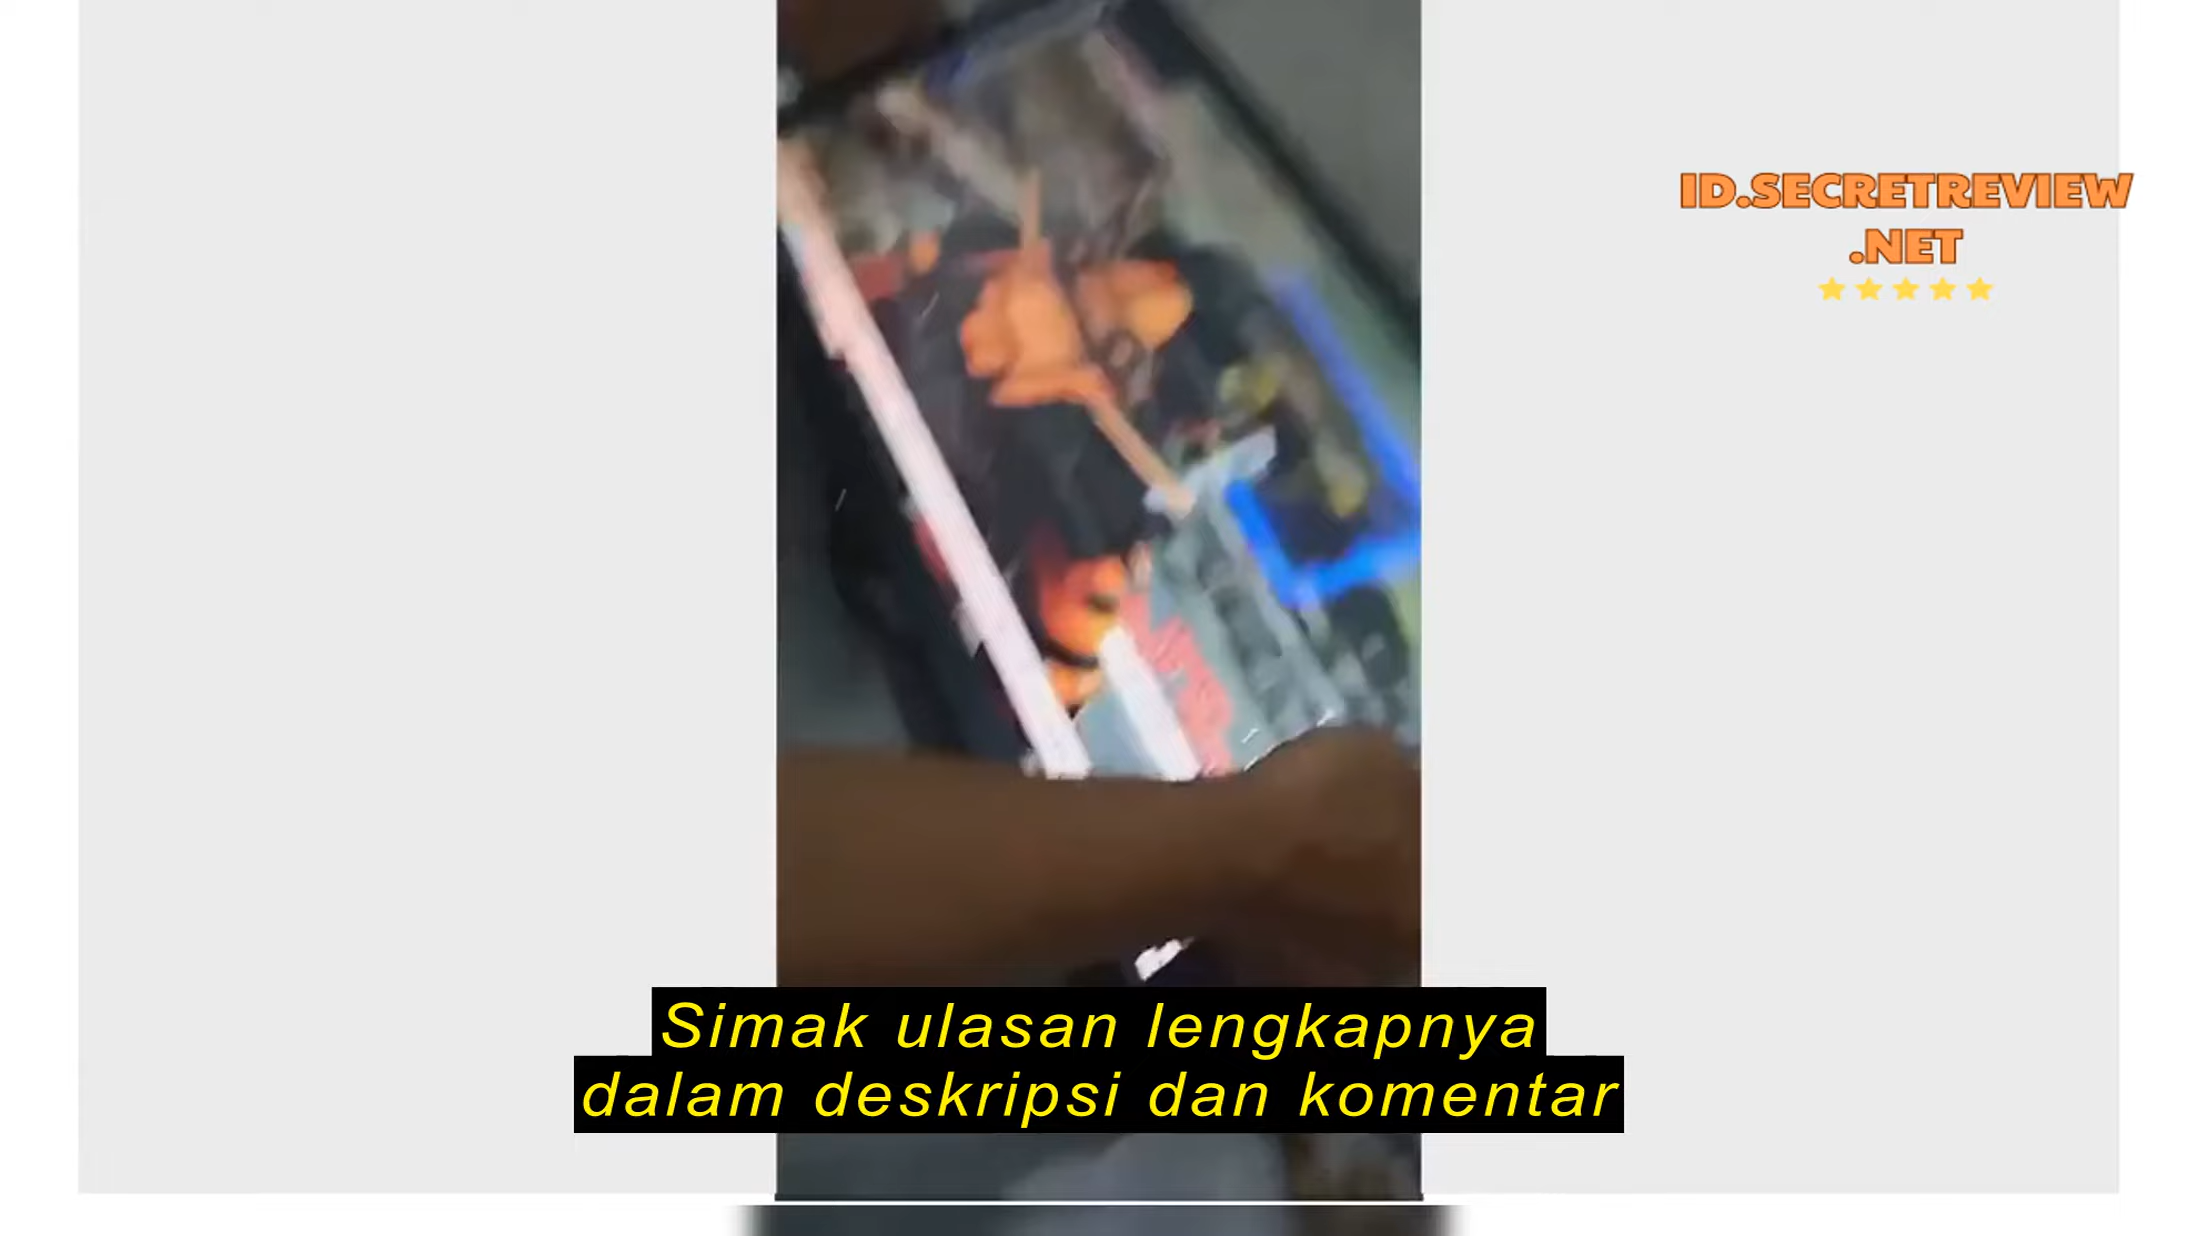 ID.SECRETREVIEW
.NET
Simak ulasan lengkapnya
dalam deskripsi dan komentar